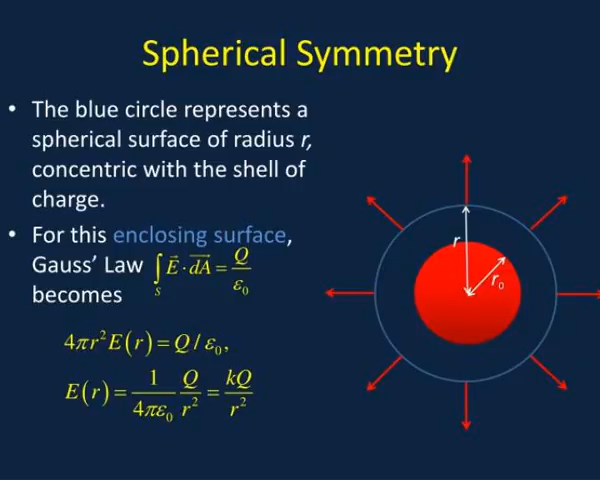 Spherical Symmetry
• The blue circle represents a
spherical surface of radius r,
concentric with the shell of
charge.
• For this enclosing surface,
Gauss' Law ∫_S E⃗ · dA⃗ = Q/ε₀
becomes
4πr²E(r) = Q / ε₀,
E(r) = 1/(4πε₀) Q/r² = kQ/r²
r
r₀